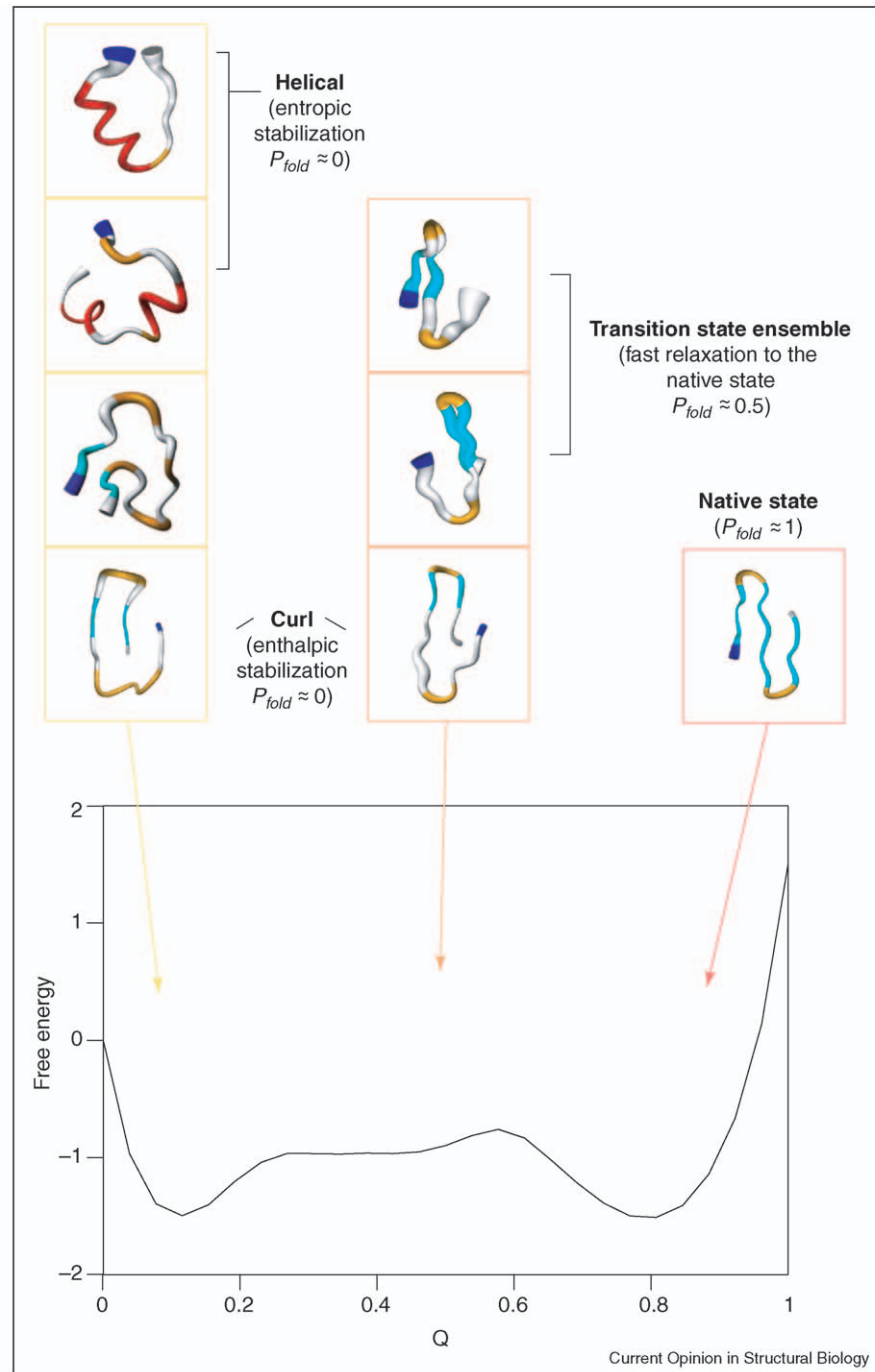 Helical
(entropic
stabilization
P_fold ≈ 0)
Transition state ensemble
(fast relaxation to the
native state
P_fold ≈ 0.5)
Native state
(P_fold ≈ 1)
Curl
(enthalpic
stabilization
P_fold ≈ 0)
2
1
0
–1
–2
Free energy
0
0.2
0.4
0.6
0.8
1
Q
Current Opinion in Structural Biology